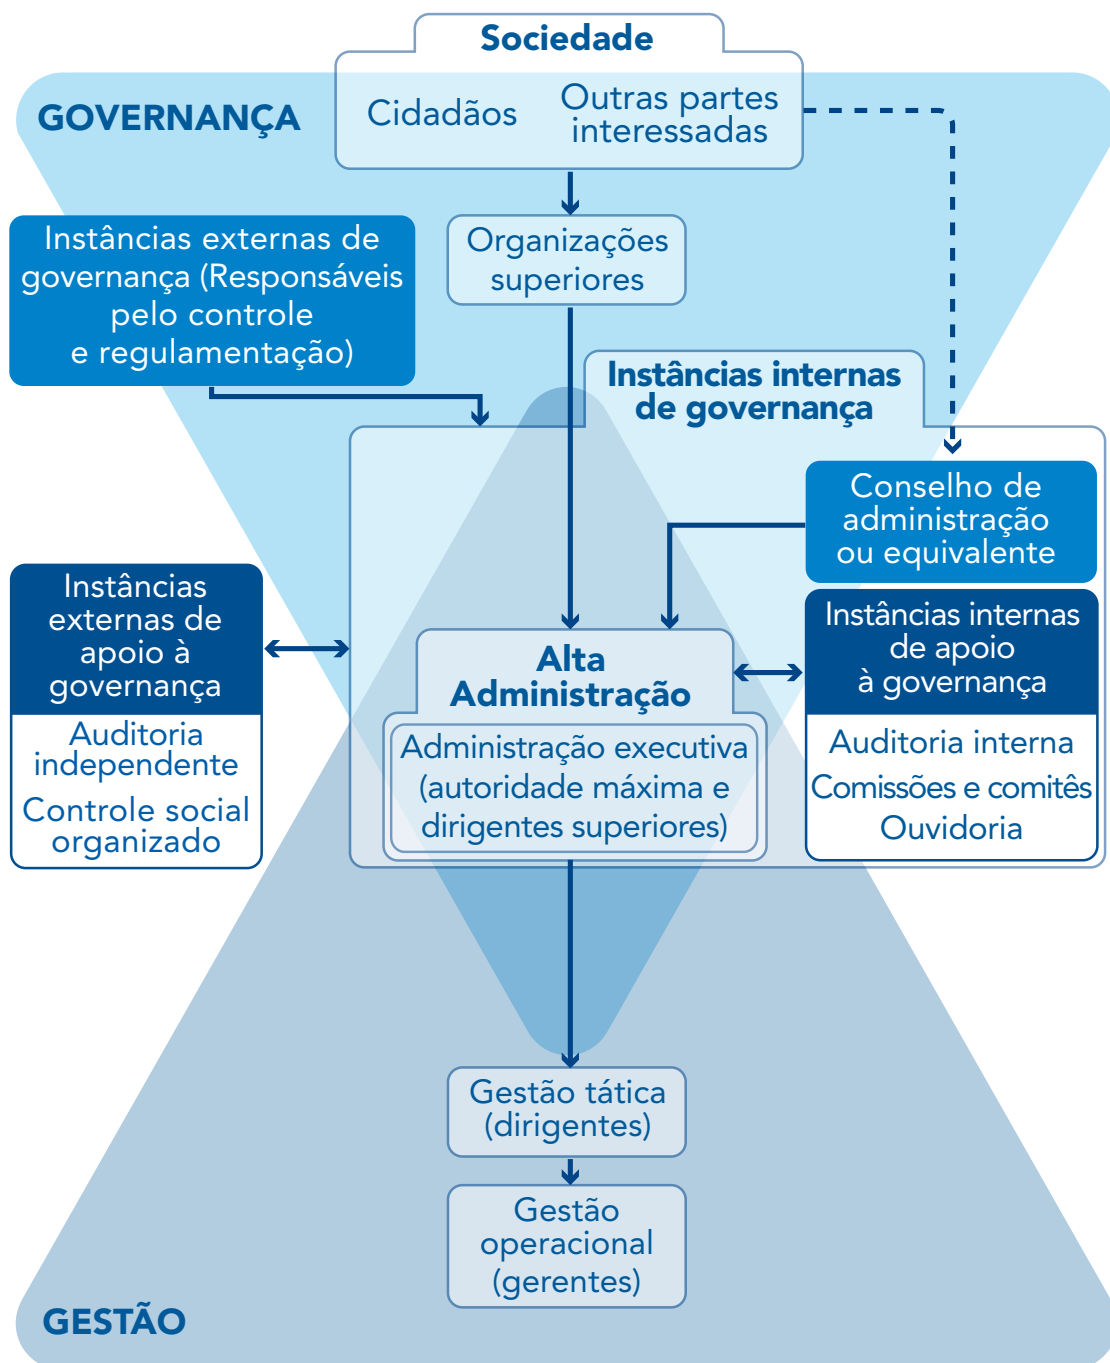 Sociedade
GOVERNANÇA
Cidadãos
Outras partes
interessadas
Instâncias externas de
governança (Responsáveis
pelo controle
e regulamentação)
Organizações
superiores
Instâncias internas
de governança
Conselho de
administração
ou equivalente
Instâncias
externas de
apoio à
governança
Auditoria
independente
Controle social
organizado
Alta
Administração
Administração executiva
(autoridade máxima e
dirigentes superiores)
Instâncias internas
de apoio
à governança
Auditoria interna
Comissões e comitês
Ouvidoria
Gestão tática
(dirigentes)
Gestão
operacional
(gerentes)
GESTÃO